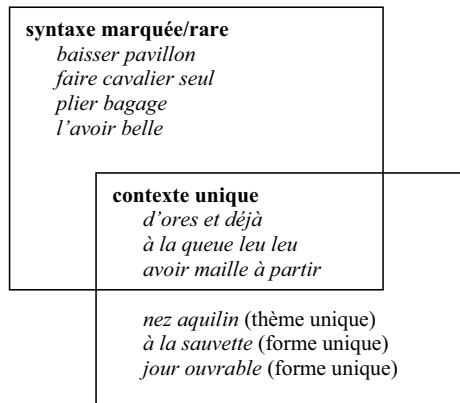 syntaxe marquée/rare
baisser pavillon
faire cavalier seul
plier bagage
l’avoir belle
contexte unique
d’ores et déjà
à la queue leu leu
avoir maille à partir
nez aquilin (thème unique)
à la sauvette (forme unique)
jour ouvrable (forme unique)